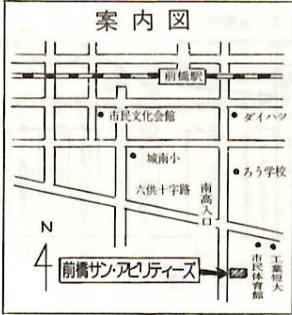 案内図
前橋駅
市民文化会館
ダイハツ
城南小
ろう学校
六供十字路
南高入口
N
前橋サン・アビリティーズ
市民体育館
工業短大